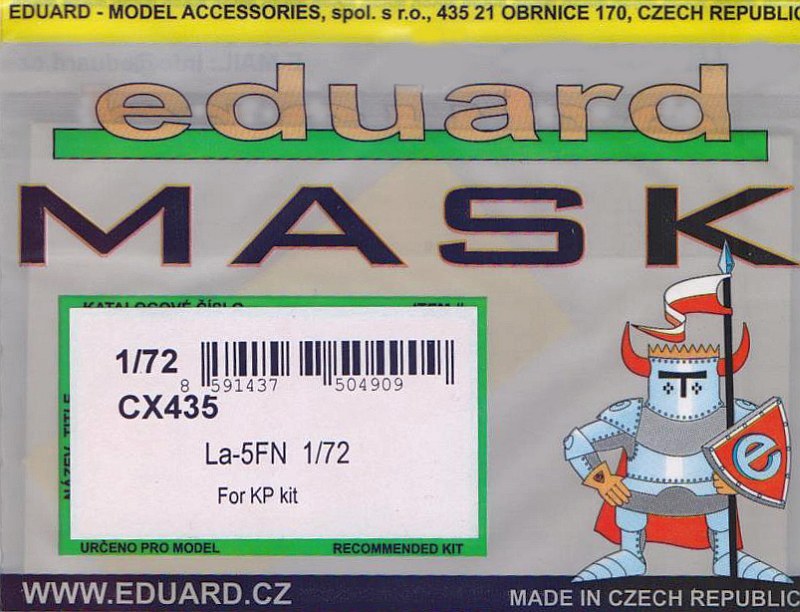 EDUARD - MODEL ACCESSORIES, spol. s r.o., 435 21 OBRNICE 170, CZECH REPUBLIC
eduard
MASK
KATALOGOVÉ ČÍSLO ITEM #
1/72
8 591437 504909
CX435
NÁZEV, TITLE
La-5FN 1/72
For KP kit
e
URČENO PRO MODEL RECOMMENDED KIT
WWW.EDUARD.CZ
MADE IN CZECH REPUBLIC